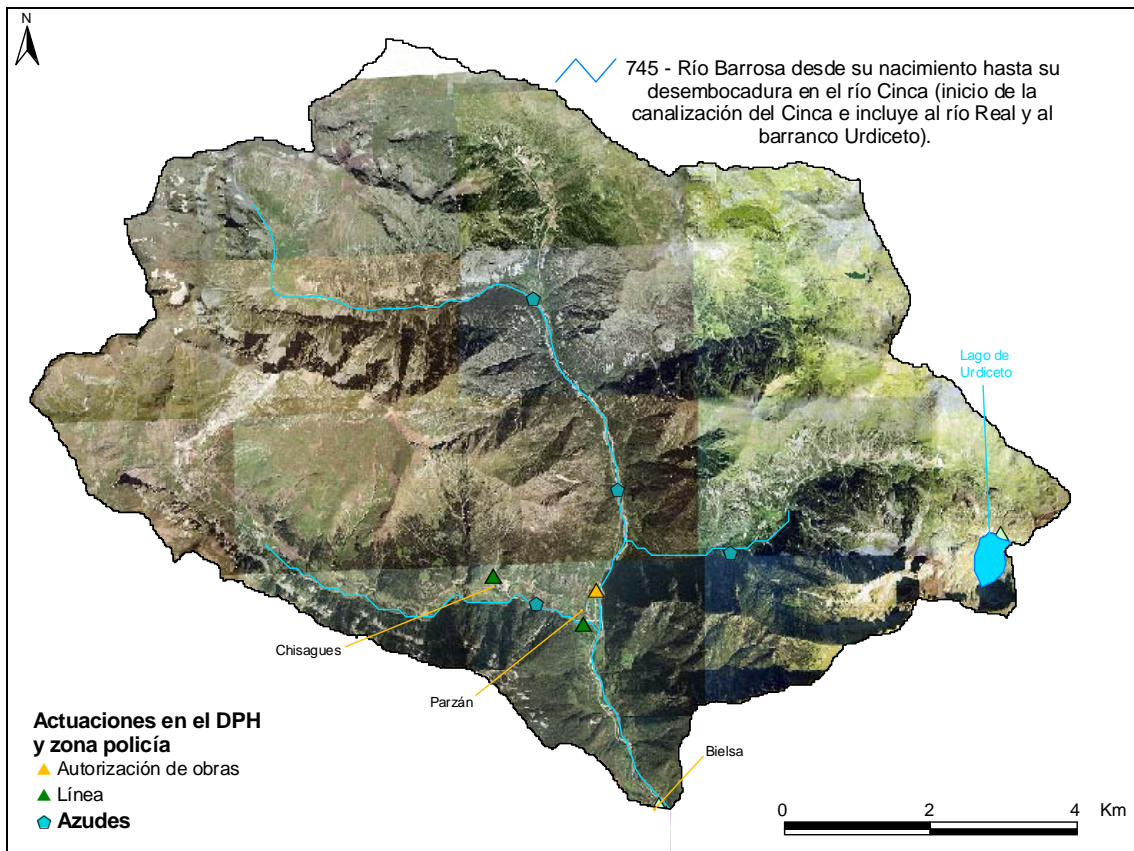 N
745 - Río Barrosa desde su nacimiento hasta su
desembocadura en el río Cinca (inicio de la
canalización del Cinca e incluye al río Real y al
barranco Urdiceto).
Lago de
Urdiceto
Chisagues
Parzán
Bielsa
Actuaciones en el DPH
y zona policía
Autorización de obras
Línea
Azudes
0 2 4 Km